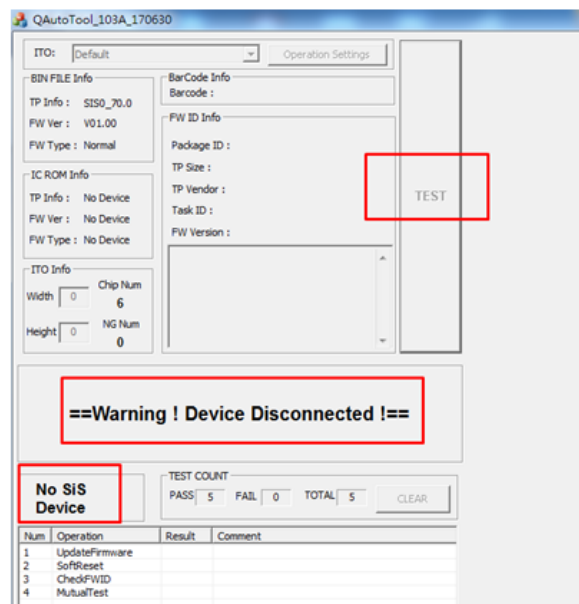 QAutoTool_103A_170630
ITO: Default Operation Settings
BIN FILE Info
TP Info : SIS0_70.0
FW Ver : V01.00
FW Type : Normal
BarCode Info
Barcode :
FW ID Info
Package ID :
TP Size :
TP Vendor :
Task ID :
FW Version :
TEST
IC ROM Info
TP Info : No Device
FW Ver : No Device
FW Type : No Device
ITO Info
Width 0 Chip Num
6
Height 0 NG Num
0
==Warning ! Device Disconnected !==
No SiS
Device
TEST COUNT
PASS 5 FAIL 0 TOTAL 5 CLEAR
Num Operation Result Comment
1 UpdateFirmware
2 SoftReset
3 CheckFWID
4 MutualTest